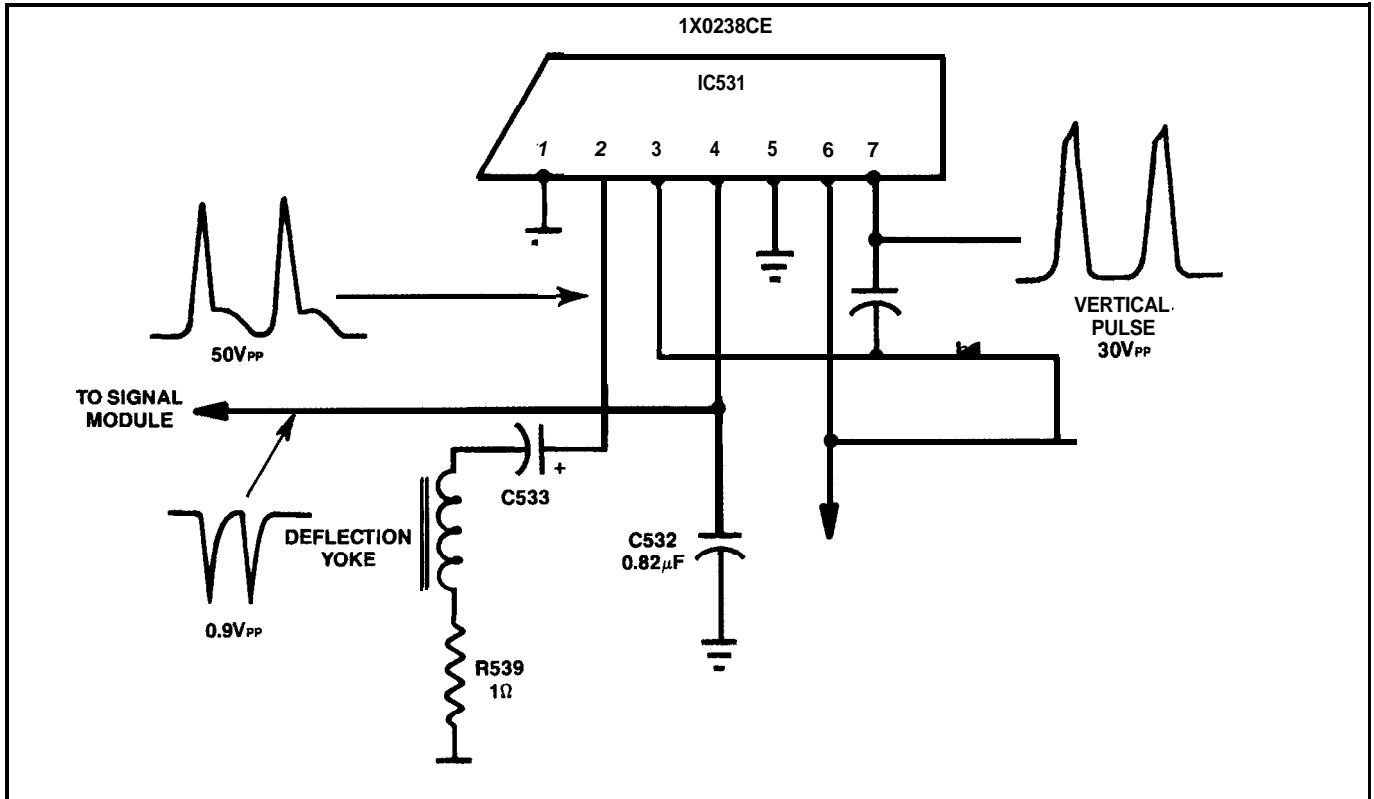 1X0238CE
IC531
1 2 3 4 5 6 7
50VPP
VERTICAL
PULSE
30VPP
TO SIGNAL
MODULE
+
C533
DEFLECTION
YOKE
C532
0.82µF
0.9VPP
R539
1Ω